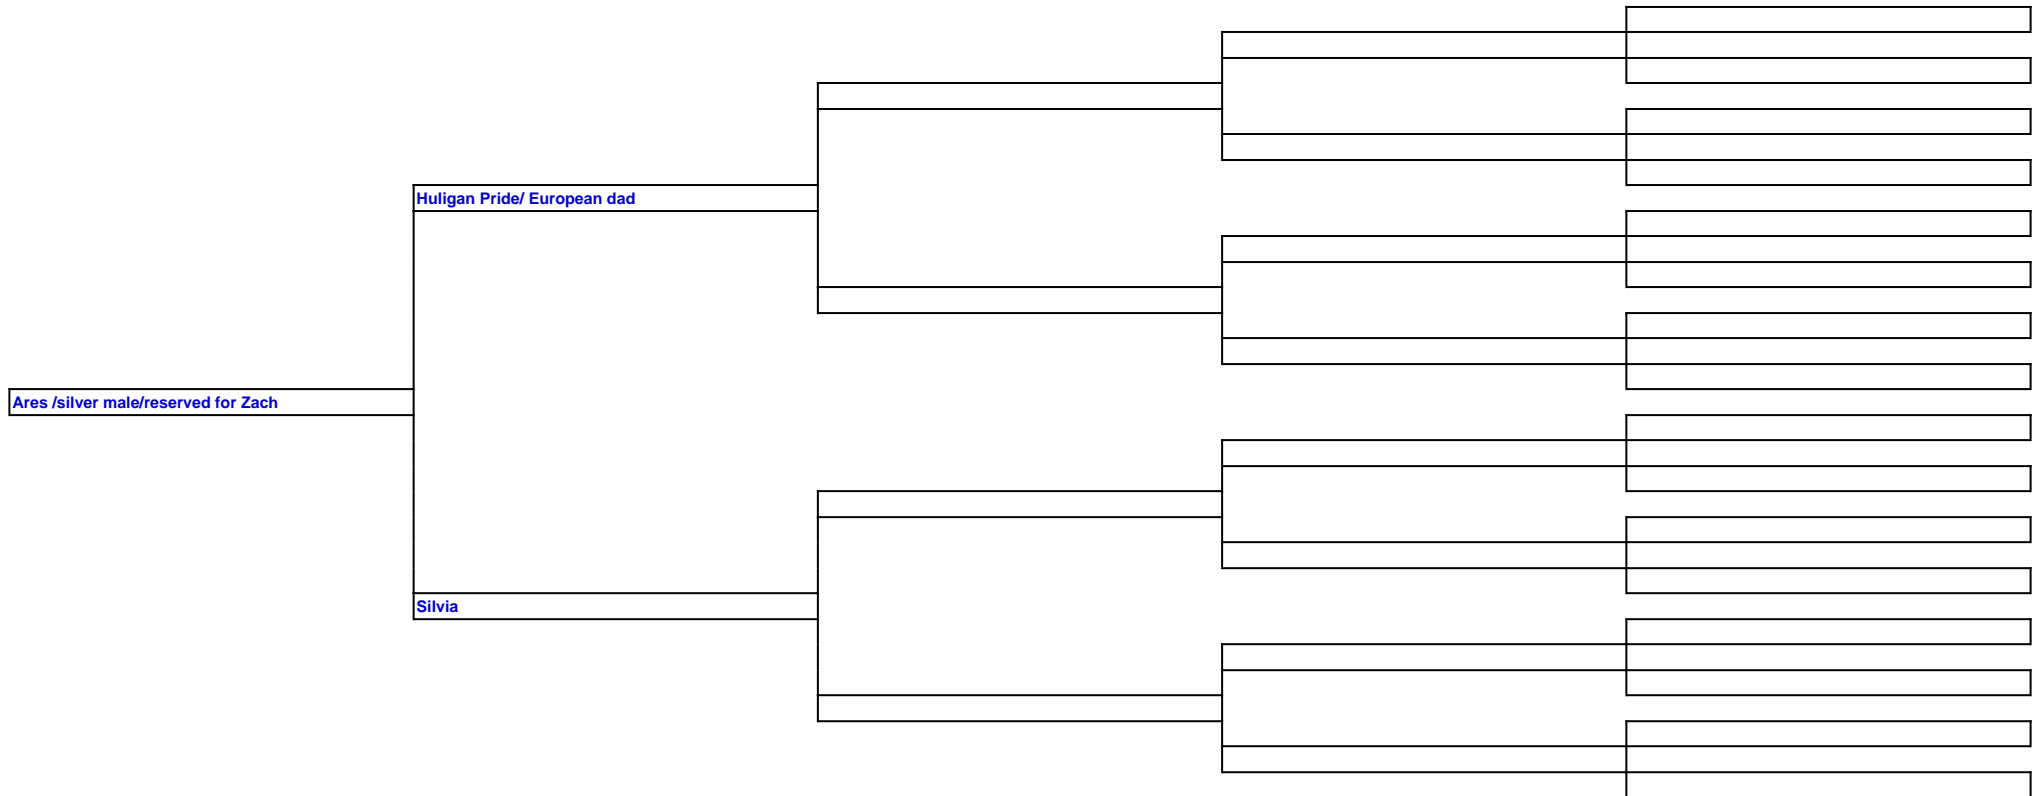 Huligan Pride/ European dad
Ares /silver male/reserved for Zach
Silvia